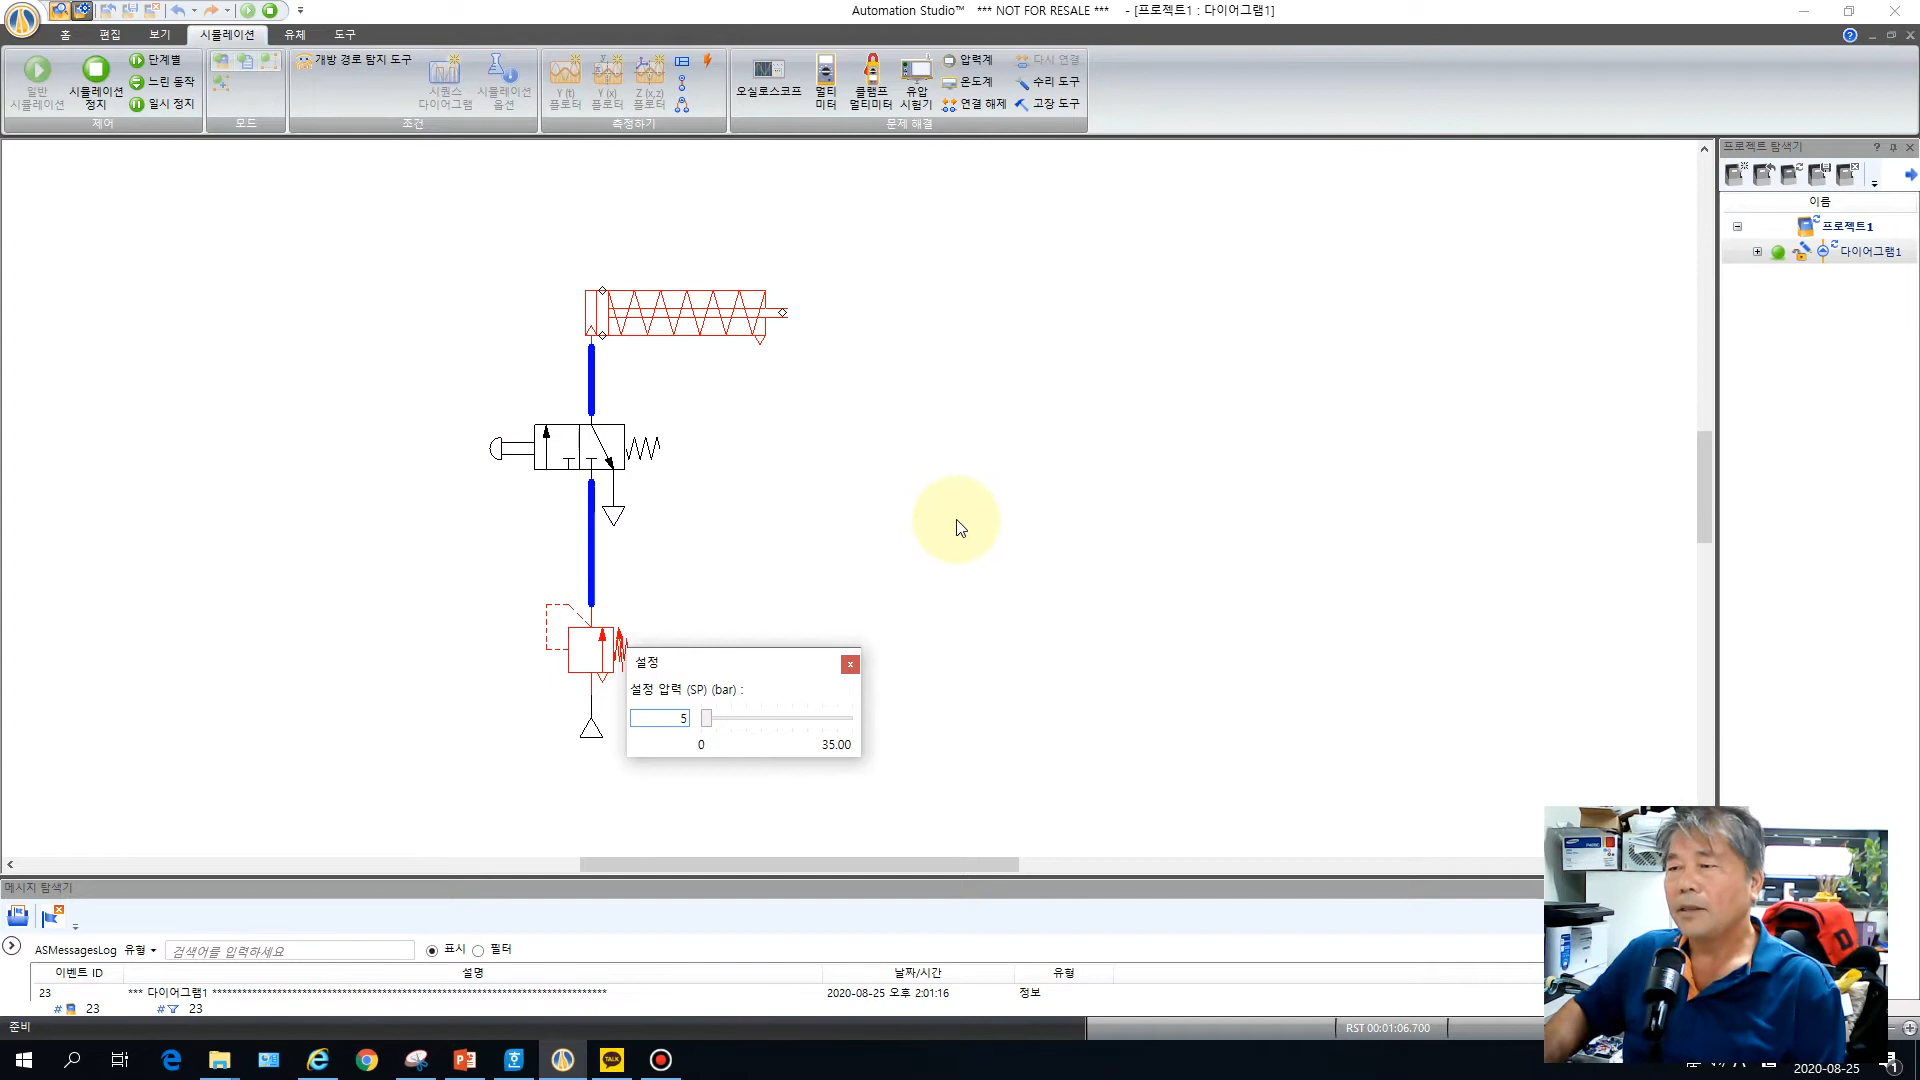 Automation Studio™ *** NOT FOR RESALE *** - [프로젝트1 : 다이어그램1]
홈 편집 보기 시뮬레이션 유체 도구
일반 시뮬레이션
시뮬레이션 정지
단계별
느린 동작
일시 정지
제어
모드
개방 경로 탐지 도구
시퀀스 다이어그램
시뮬레이션 옵션
조건
Y (t) 플로터
Y (x) 플로터
Z (x,z) 플로터
측정하기
오실로스코프
멀티 미터
클램프 멀티미터
유압 시험기
압력계
온도계
연결 해제
다시 연결
수리 도구
고장 도구
문제 해결
프로젝트 탐색기
이름
프로젝트1
다이어그램1
설정
설정 압력 (SP) (bar) :
5
0 35.00
메시지 탐색기
ASMessagesLog 유형 검색어를 입력하세요 표시 필터
이벤트 ID 설명 날짜/시간 유형
23 *** 다이어그램1 2020-08-25 오후 2:01:16 정보
# 23 # 23
준비
RST 00:01:06.700
TALK
2020-08-25
1